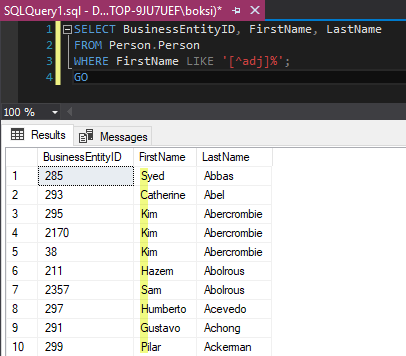 SQLQuery1.sql - D...TOP-9JU7UEF\boksi)*
1 SELECT BusinessEntityID, FirstName, LastName
2 FROM Person.Person
3 WHERE FirstName LIKE '[^adj]%';
4 GO
100 %
Results Messages
BusinessEntityID FirstName LastName
1 285 Syed Abbas
2 293 Catherine Abel
3 295 Kim Abercrombie
4 2170 Kim Abercrombie
5 38 Kim Abercrombie
6 211 Hazem Abolrous
7 2357 Sam Abolrous
8 297 Humberto Acevedo
9 291 Gustavo Achong
10 299 Pilar Ackerman